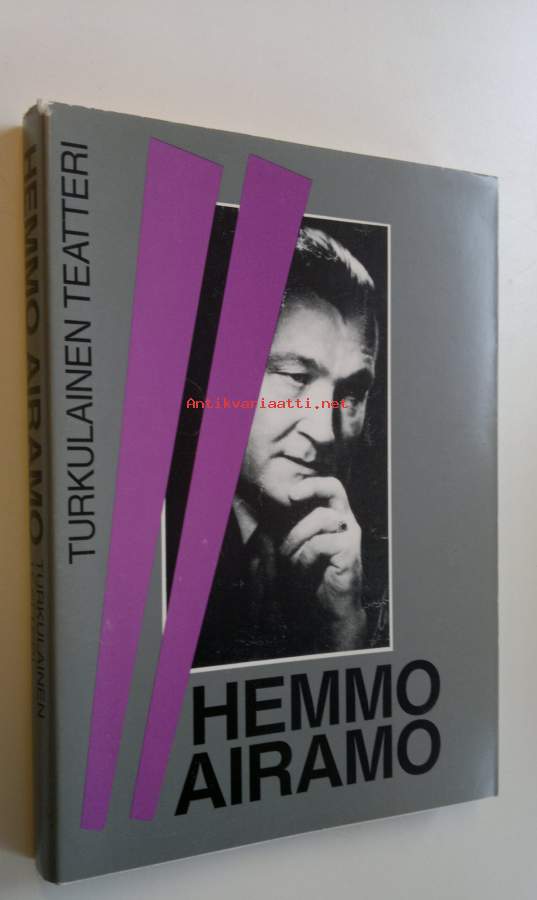 TURKULAINEN TEATTERI
HEMMO
AIRAMO
HEMMO AIRAMO TURKULAINEN
Antikvariaatti.net